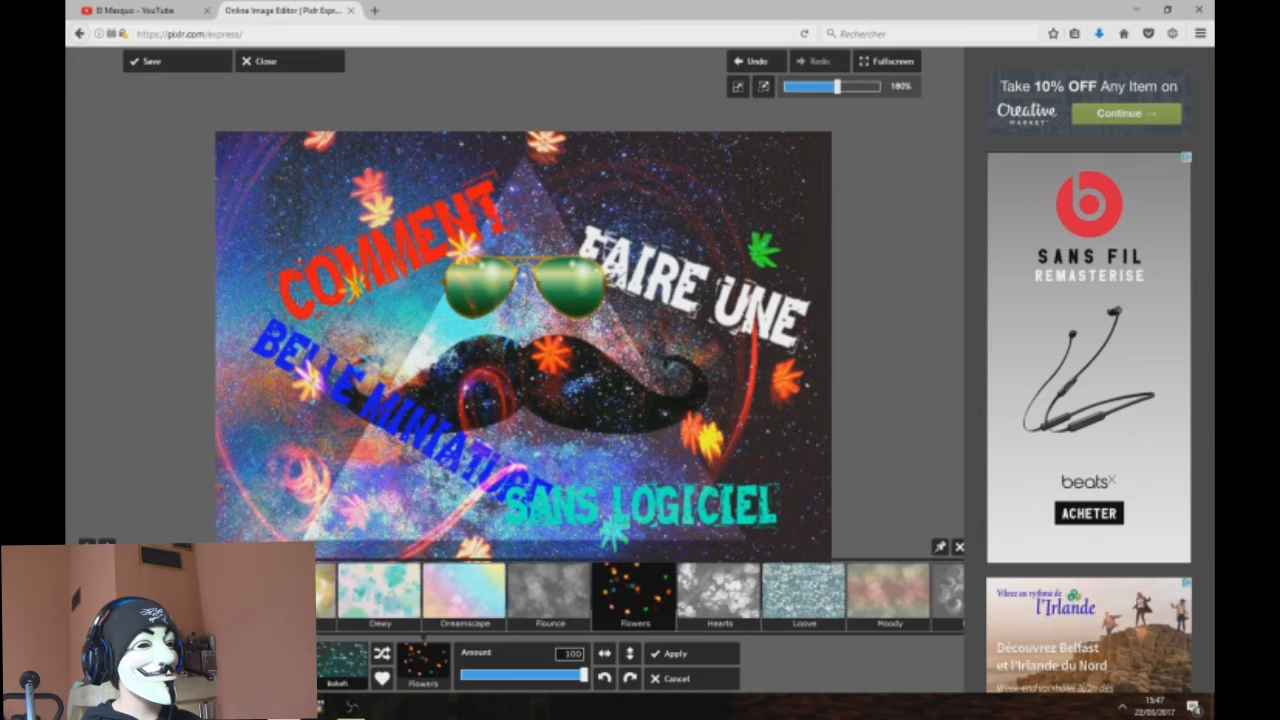 El Masquo - YouTube
Online Image Editor | Pixlr Expr...
https://pixlr.com/express/
Rechercher
Save
Close
Undo
Redo
Fullscreen
180%
Take 10% OFF Any Item on
Creative
MARKET
Continue →
COMMENT
FAIRE UNE
BELLE MINIATURE
SANS LOGICIEL
SANS FIL
REMASTERISÉ
beatsx
ACHETER
Vibrez au rythme de
l'Irlande
Découvrez Belfast
et l'Irlande du Nord
Dewy
Dreamscape
Flounce
Flowers
Hearts
Loove
Moody
Bokeh
Flowers
Amount
100
Apply
Cancel
15:47
22/03/2017